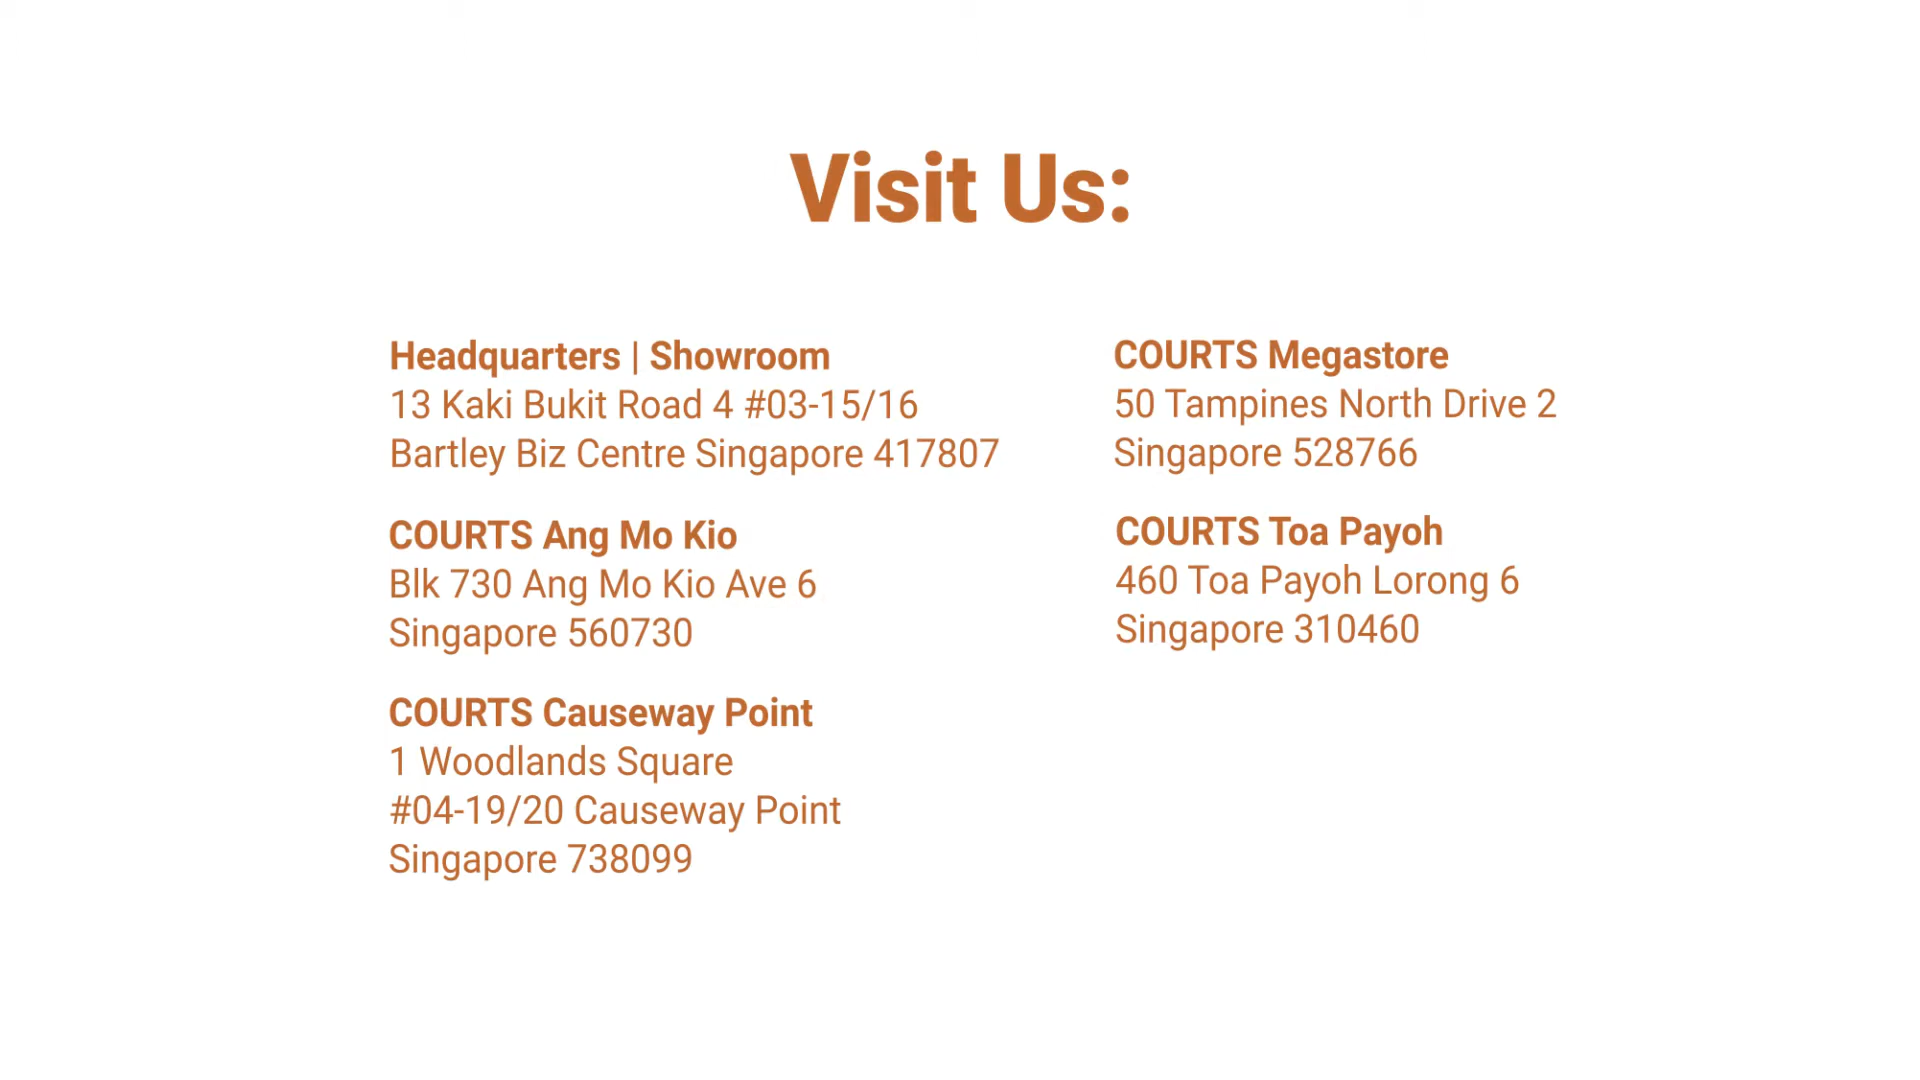 Visit Us:
Headquarters | Showroom
13 Kaki Bukit Road 4 #03-15/16
Bartley Biz Centre Singapore 417807
COURTS Ang Mo Kio
Blk 730 Ang Mo Kio Ave 6
Singapore 560730
COURTS Causeway Point
1 Woodlands Square
#04-19/20 Causeway Point
Singapore 738099
COURTS Megastore
50 Tampines North Drive 2
Singapore 528766
COURTS Toa Payoh
460 Toa Payoh Lorong 6
Singapore 310460